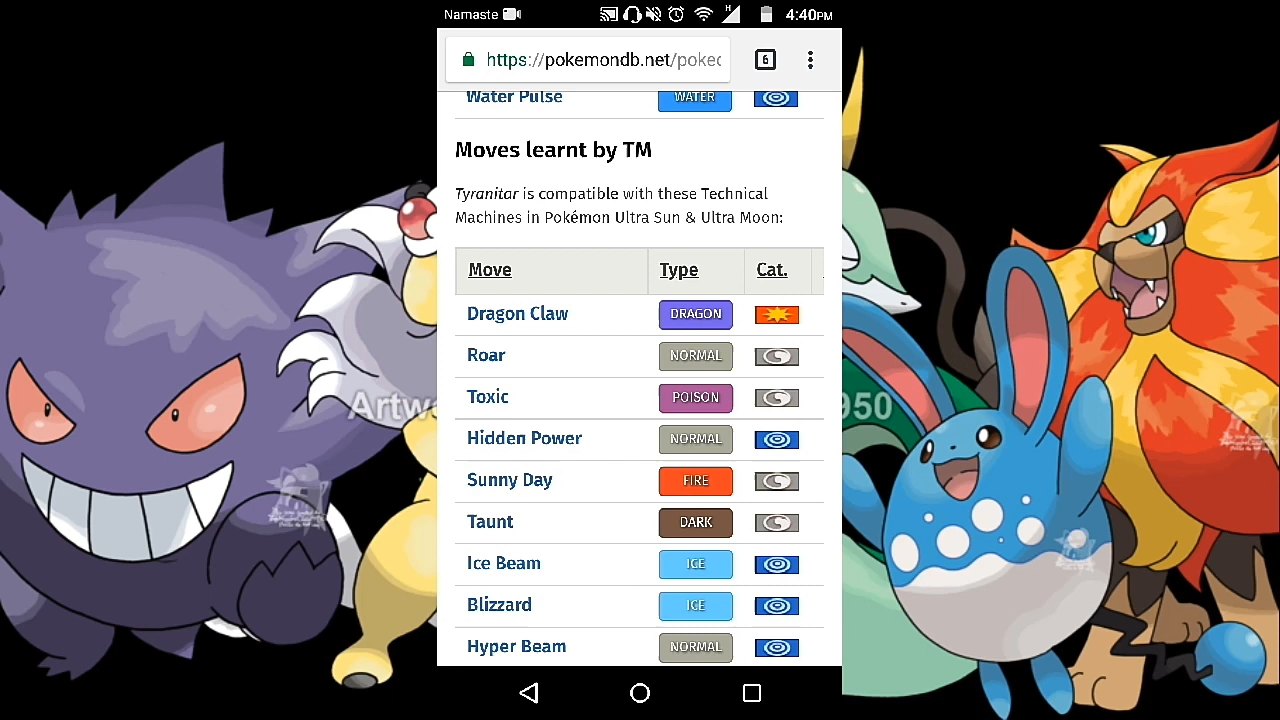 Namaste
H
4:40PM
https://pokemondb.net/pokec
6
Water Pulse
WATER
Moves learnt by TM
Tyranitar is compatible with these Technical
Machines in Pokémon Ultra Sun & Ultra Moon:
Move Type Cat.
Dragon Claw DRAGON
Roar NORMAL
Toxic POISON
Hidden Power NORMAL
Sunny Day FIRE
Taunt DARK
Ice Beam ICE
Blizzard ICE
Hyper Beam NORMAL
Artw
950